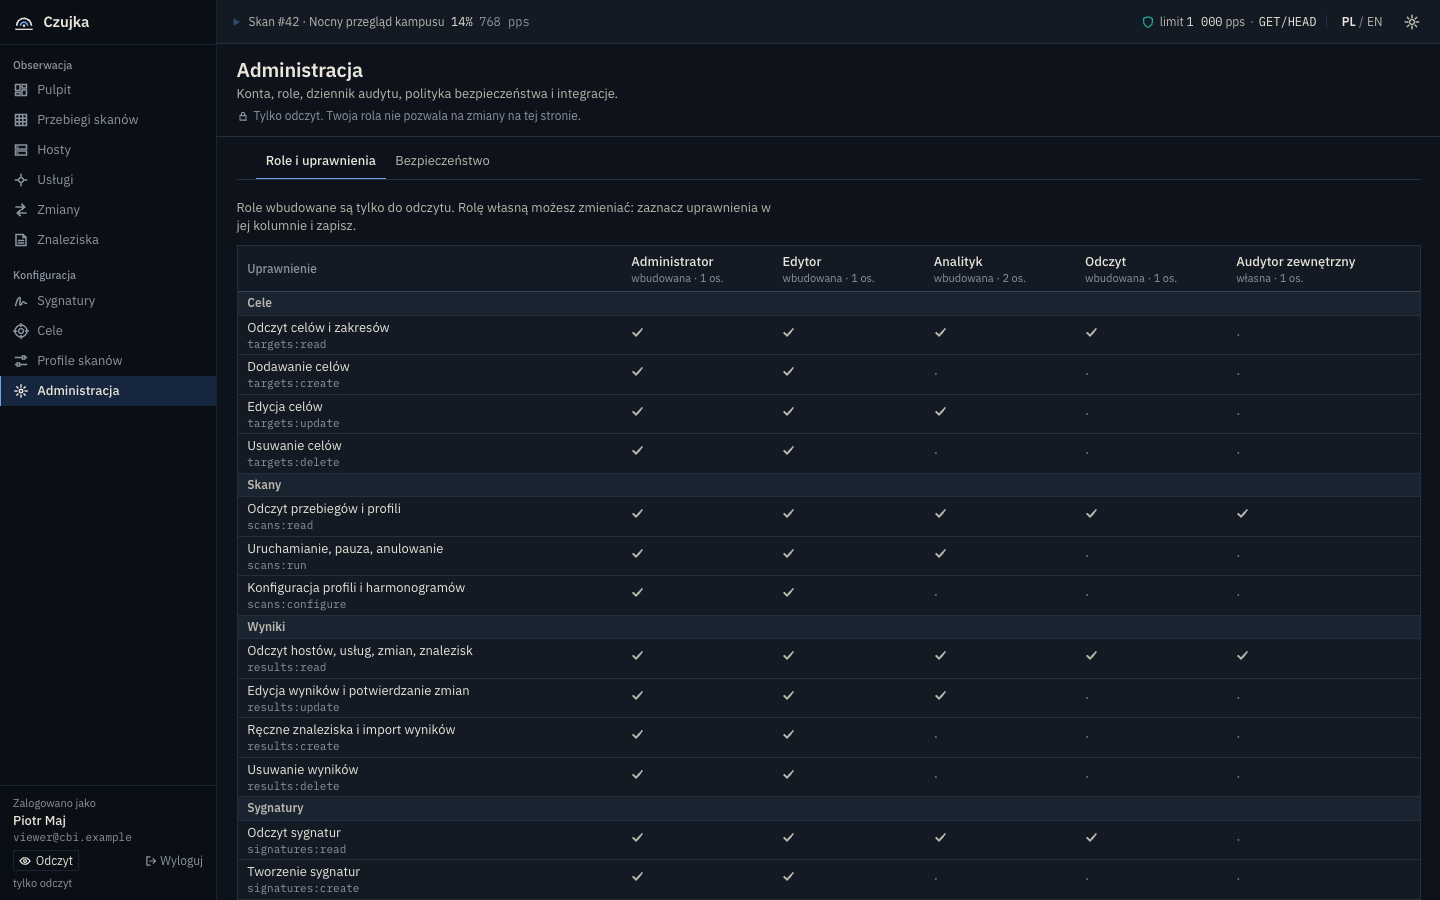 Czujka
Skan #42 · Nocny przegląd kampusu 14% 768 pps
limit 1 000 pps · GET/HEAD
PL / EN
Obserwacja
Pulpit
Przebiegi skanów
Hosty
Usługi
Zmiany
Znaleziska
Konfiguracja
Sygnatury
Cele
Profile skanów
Administracja
Zalogowano jako
Piotr Maj
viewer@cbi.example
Odczyt
Wyloguj
tylko odczyt
Administracja
Konta, role, dziennik audytu, polityka bezpieczeństwa i integracje.
Tylko odczyt. Twoja rola nie pozwala na zmiany na tej stronie.
Role i uprawnienia Bezpieczeństwo
Role wbudowane są tylko do odczytu. Rolę własną możesz zmieniać: zaznacz uprawnienia w
jej kolumnie i zapisz.
Uprawnienie
Administrator
wbudowana · 1 os.
Edytor
wbudowana · 1 os.
Analityk
wbudowana · 2 os.
Odczyt
wbudowana · 1 os.
Audytor zewnętrzny
własna · 1 os.
Cele
Odczyt celów i zakresów
targets:read
Dodawanie celów
targets:create
Edycja celów
targets:update
Usuwanie celów
targets:delete
Skany
Odczyt przebiegów i profili
scans:read
Uruchamianie, pauza, anulowanie
scans:run
Konfiguracja profili i harmonogramów
scans:configure
Wyniki
Odczyt hostów, usług, zmian, znalezisk
results:read
Edycja wyników i potwierdzanie zmian
results:update
Ręczne znaleziska i import wyników
results:create
Usuwanie wyników
results:delete
Sygnatury
Odczyt sygnatur
signatures:read
Tworzenie sygnatur
signatures:create